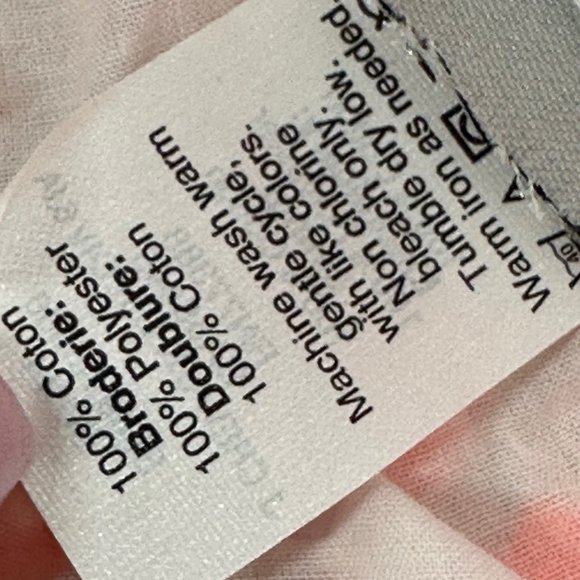 100% Coton
Broderie:
100% Polyester
Doublure:
100% Coton
Machine wash warm
gentle cycle,
with like colors.
Non chlorine
bleach only.
Tumble dry low.
Warm iron as needed.
40